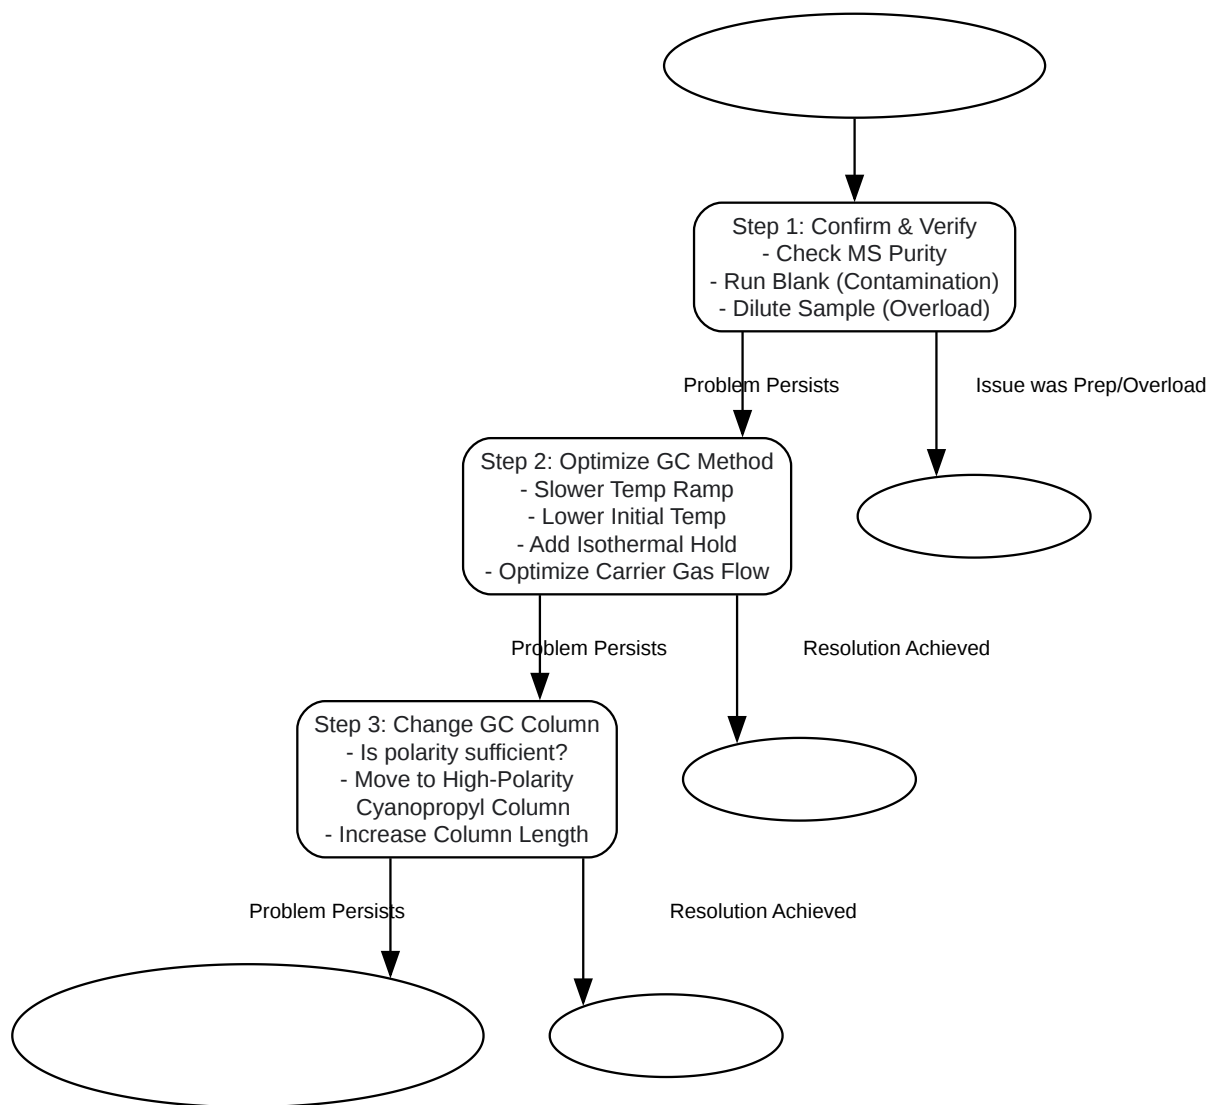 Step 1: Confirm & Verify
- Check MS Purity
- Run Blank (Contamination)
- Dilute Sample (Overload)
Problem Persists
Issue was Prep/Overload
Step 2: Optimize GC Method
- Slower Temp Ramp
- Lower Initial Temp
- Add Isothermal Hold
- Optimize Carrier Gas Flow
Problem Persists
Resolution Achieved
Step 3: Change GC Column
- Is polarity sufficient?
- Move to High-Polarity
Cyanopropyl Column
- Increase Column Length
Problem Persists
Resolution Achieved